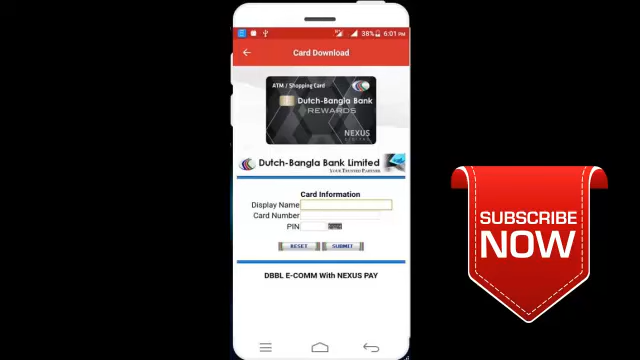 38% 6:01 PM
Card Download
ATM / Shopping Card
Dutch-Bangla Bank
REWARDS
NEXUS
Dutch-Bangla Bank Limited
YOUR TRUSTED PARTNER
Card Information
Display Name
Card Number
PIN
RESET SUBMIT
DBBL E-COMM With NEXUS PAY
SUBSCRIBE
NOW